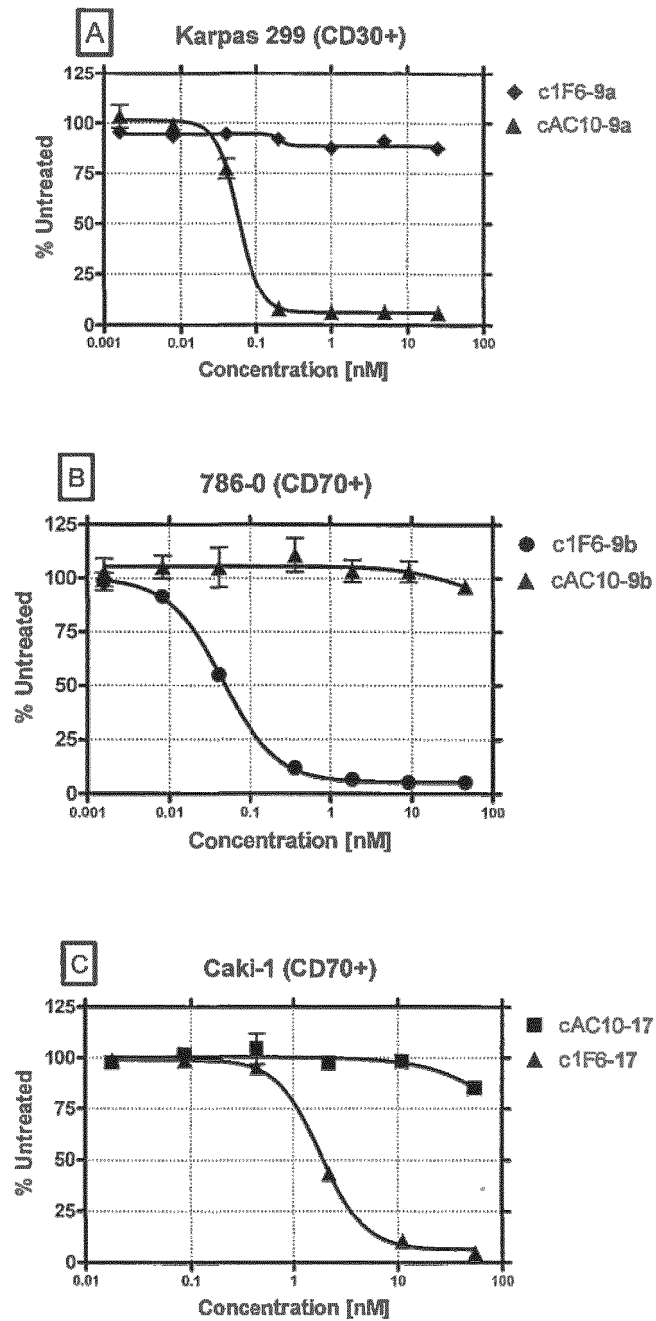 A
Karpas 299 (CD30+)
125
100
75
50
25
0
% Untreated
0.001 0.01 0.1 1 10 100
Concentration [nM]
c1F6-9a
cAC10-9a
B
786-0 (CD70+)
125
100
75
50
25
0
% Untreated
0.001 0.01 0.1 1 10 100
Concentration [nM]
c1F6-9b
cAC10-9b
C
Caki-1 (CD70+)
125
100
75
50
25
0
% Untreated
0.01 0.1 1 10 100
Concentration [nM]
cAC10-17
c1F6-17